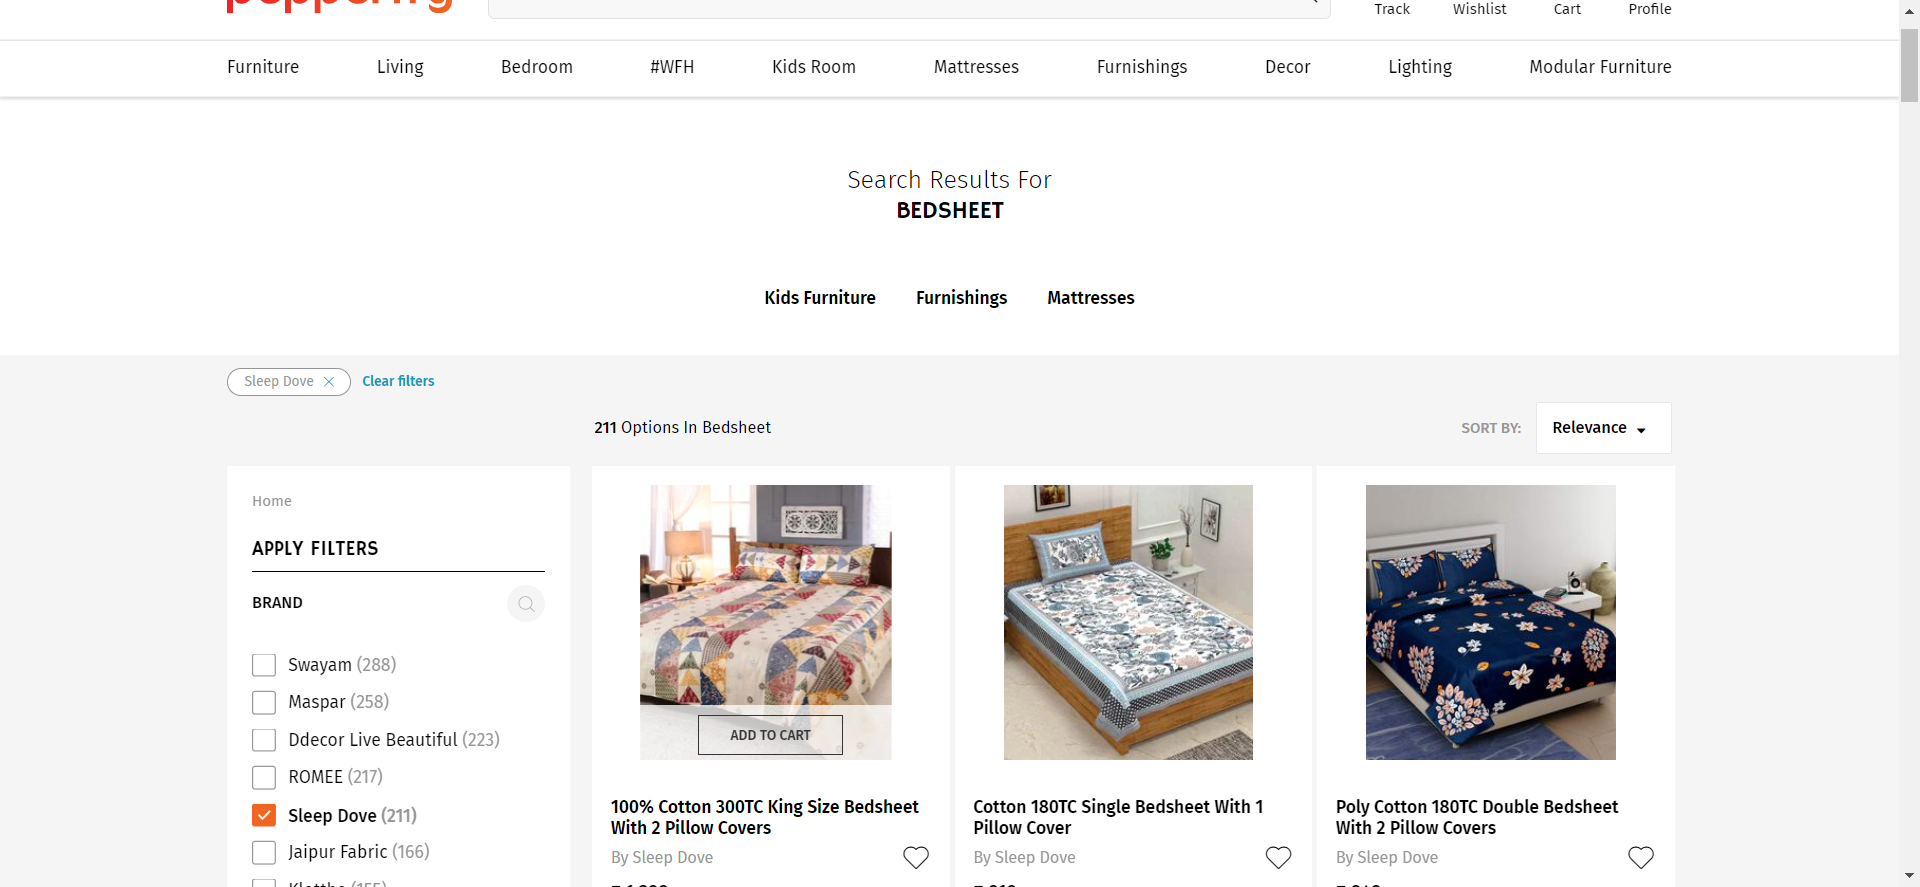 Track Wishlist Cart Profile
Furniture Living Bedroom #WFH Kids Room Mattresses Furnishings Decor Lighting Modular Furniture
Search Results For
BEDSHEET
Kids Furniture Furnishings Mattresses
Sleep Dove Clear filters
211 Options In Bedsheet
SORT BY: Relevance
Home
APPLY FILTERS
BRAND
Swayam (288)
Maspar (258)
Ddecor Live Beautiful (223)
ROMEE (217)
Sleep Dove (211)
Jaipur Fabric (166)
ADD TO CART
100% Cotton 300TC King Size Bedsheet
With 2 Pillow Covers
By Sleep Dove
Cotton 180TC Single Bedsheet With 1
Pillow Cover
By Sleep Dove
Poly Cotton 180TC Double Bedsheet
With 2 Pillow Covers
By Sleep Dove